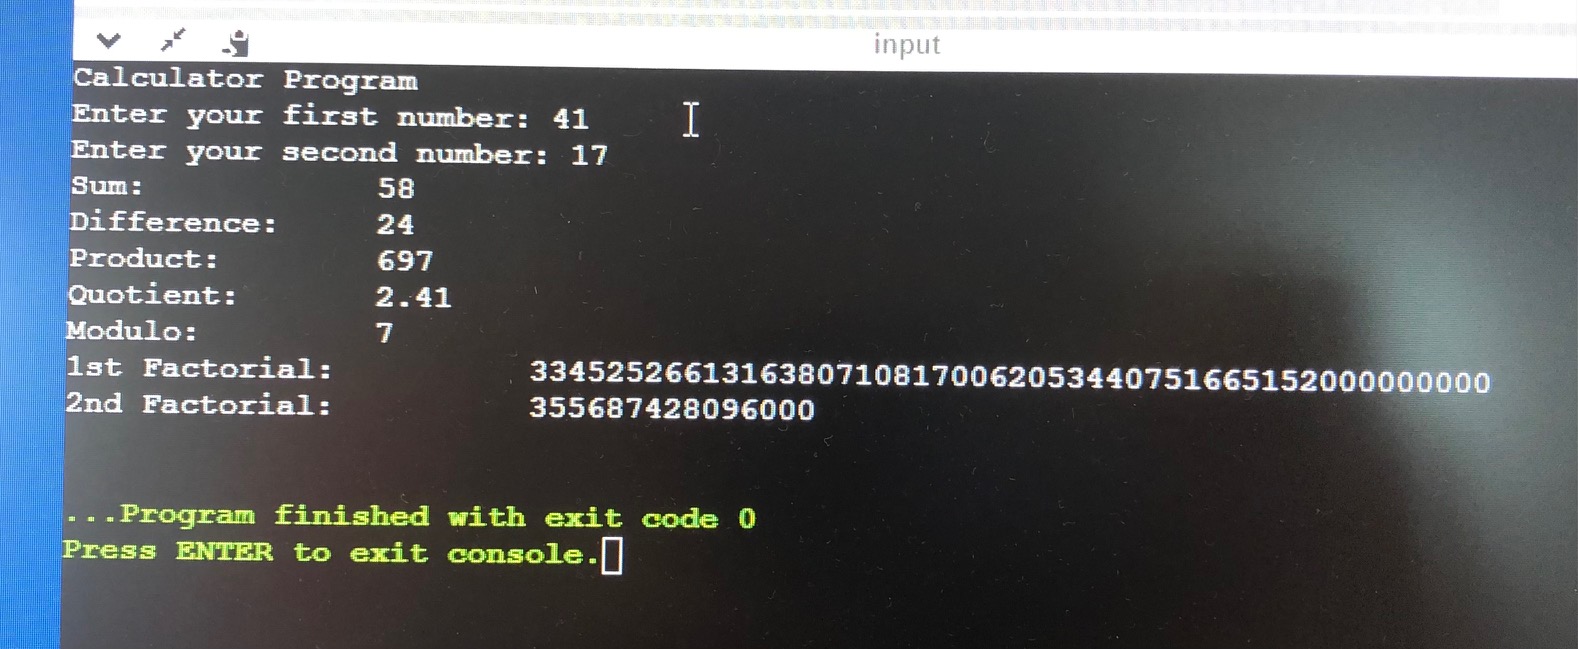 input
Calculator Program
Enter your first number: 41
Enter your second number: 17
Sum: 58
Difference: 24
Product: 697
Quotient: 2.41
Modulo: 7
1st Factorial: 33452526613163807108170062053440751665152000000000
2nd Factorial: 355687428096000
...Program finished with exit code 0
Press ENTER to exit console.